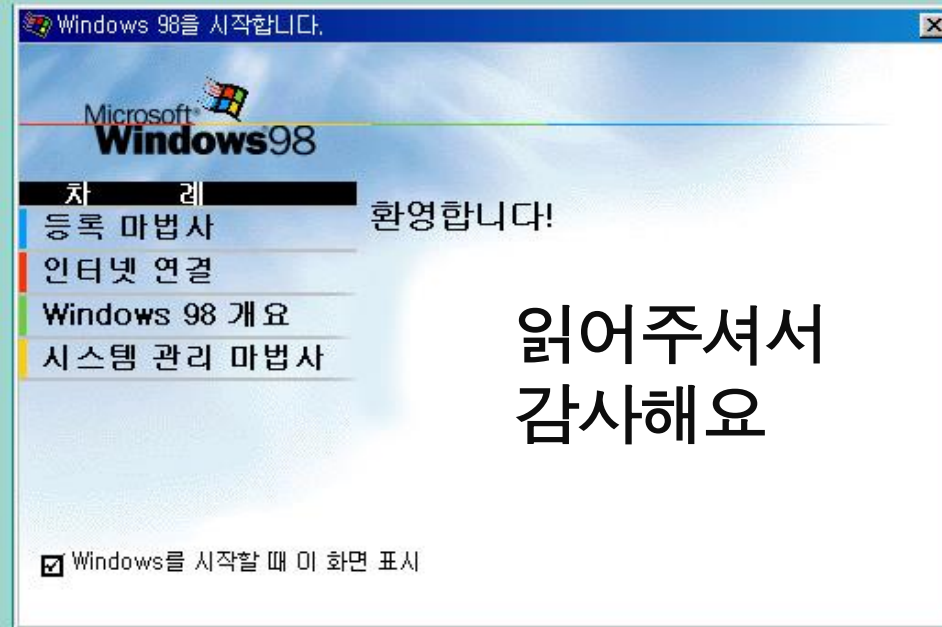 Windows 98을 시작합니다.
Microsoft®
Windows98
차 례
환영합니다!
등록 마법사
인터넷 연결
Windows 98 개요
시스템 관리 마법사
읽어주셔서
감사해요
Windows를 시작할 때 이 화면 표시